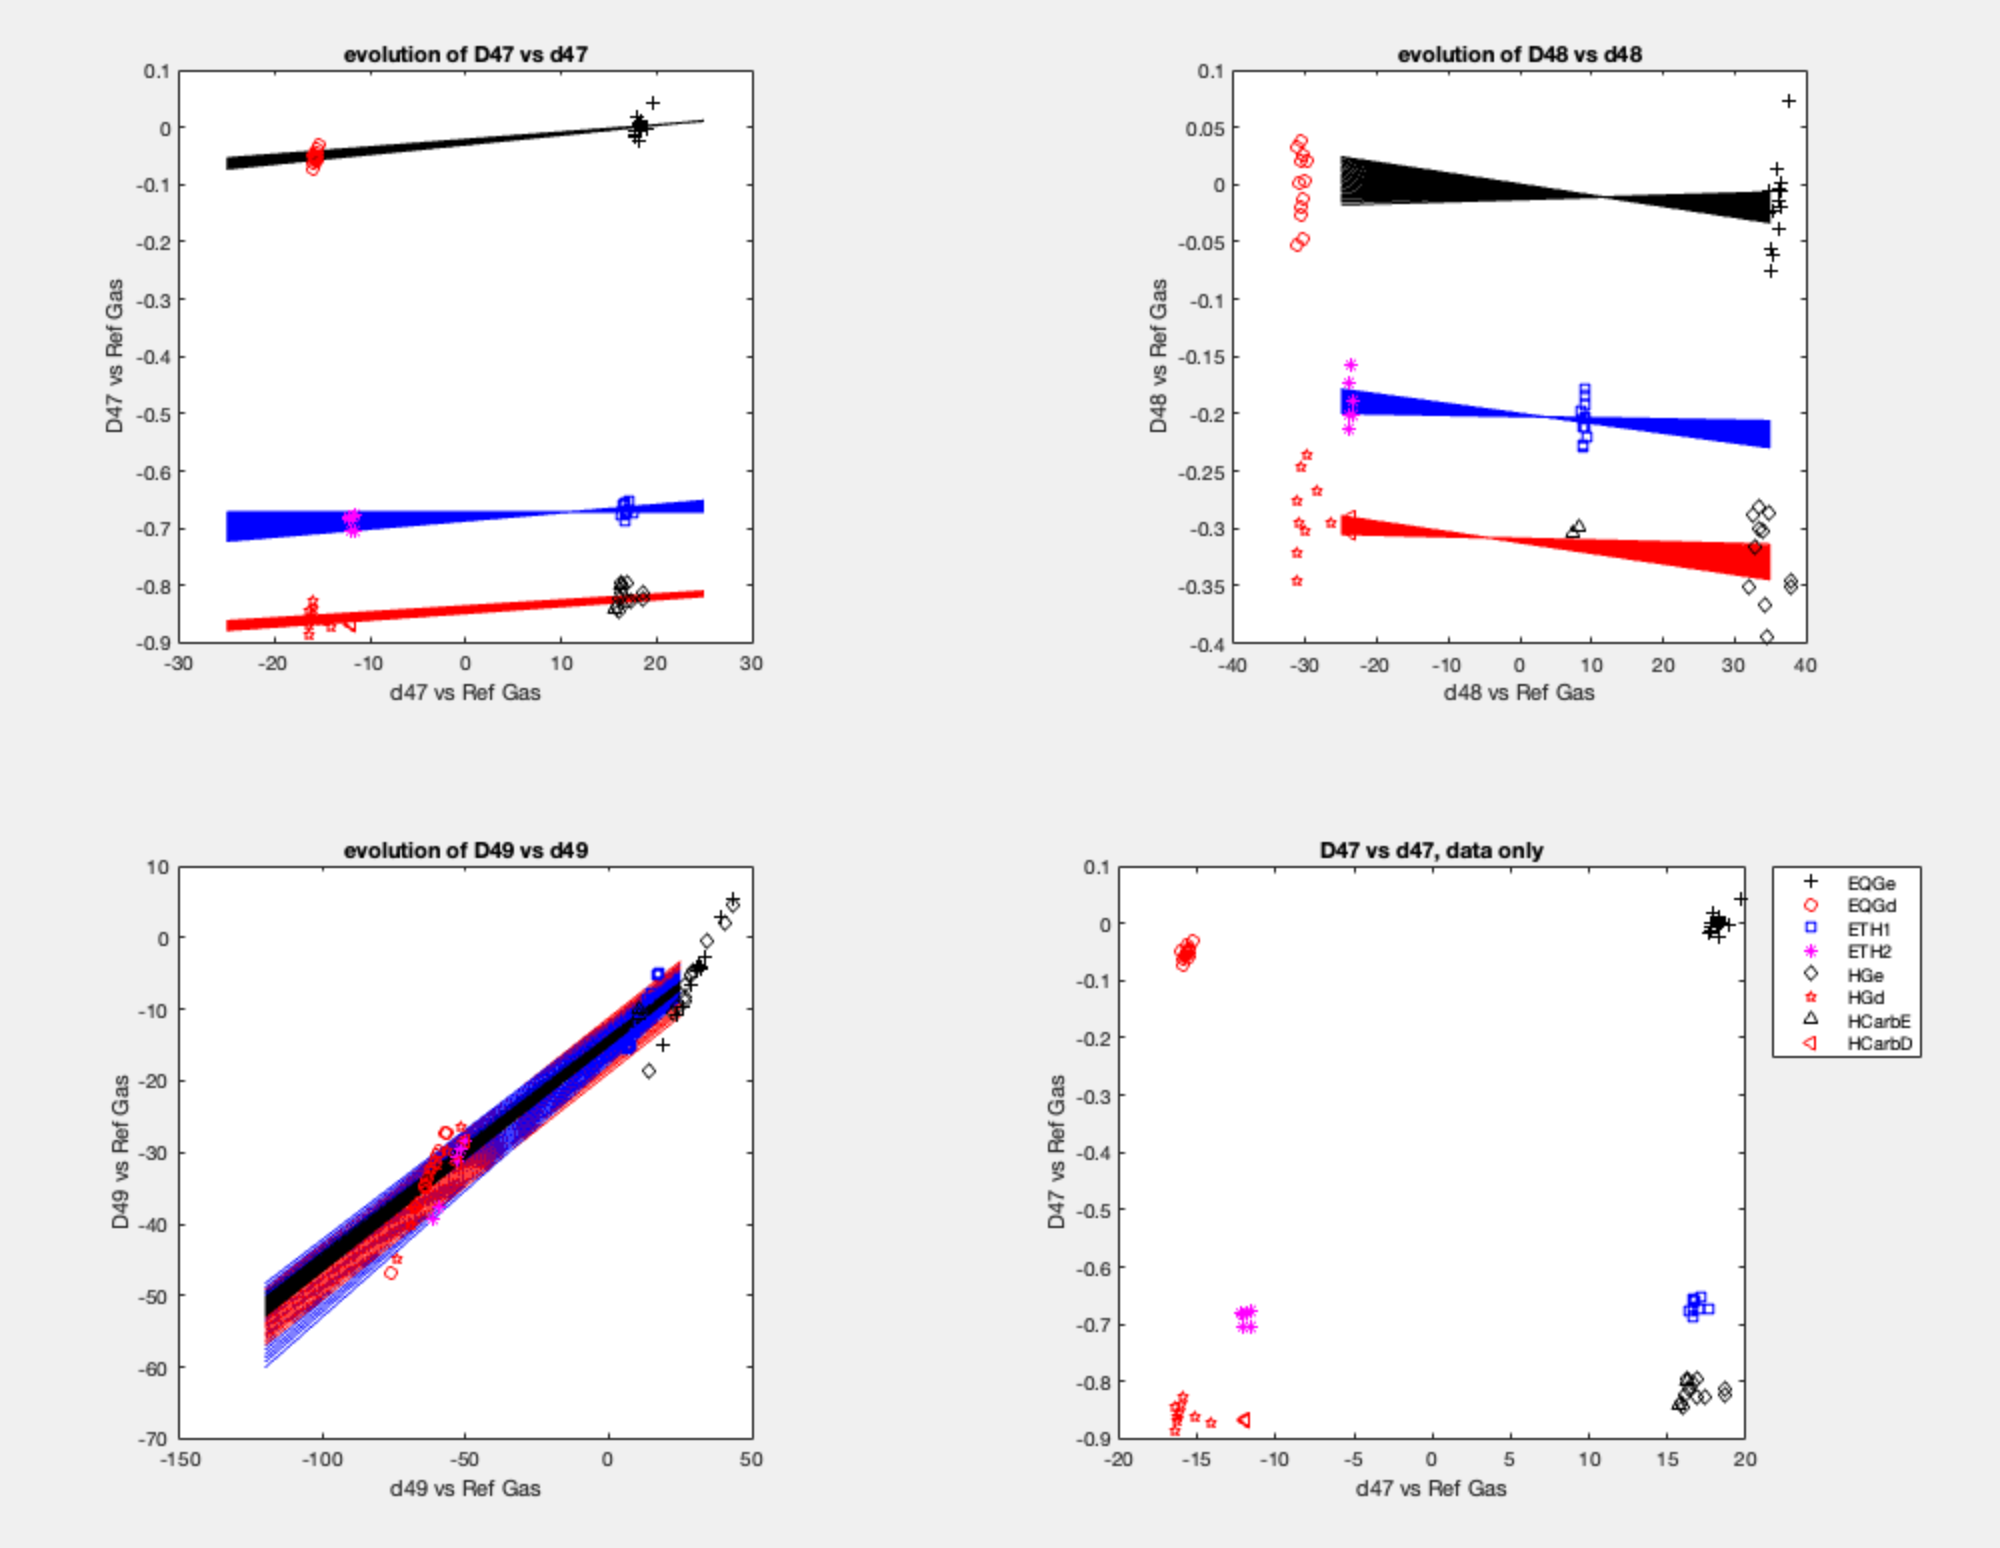 evolution of D47 vs d47
0.1
0
-0.1
-0.2
-0.3
-0.4
-0.5
-0.6
-0.7
-0.8
-0.9
D47 vs Ref Gas
-30 -20 -10 0 10 20 30
d47 vs Ref Gas
evolution of D48 vs d48
0.1
0.05
0
-0.05
-0.1
-0.15
-0.2
-0.25
-0.3
-0.35
-0.4
D48 vs Ref Gas
-40 -30 -20 -10 0 10 20 30 40
d48 vs Ref Gas
evolution of D49 vs d49
10
0
-10
-20
-30
-40
-50
-60
-70
D49 vs Ref Gas
-150 -100 -50 0 50
d49 vs Ref Gas
D47 vs d47, data only
0.1
0
-0.1
-0.2
-0.3
-0.4
-0.5
-0.6
-0.7
-0.8
-0.9
D47 vs Ref Gas
-20 -15 -10 -5 0 5 10 15 20
d47 vs Ref Gas
EQGe
EQGd
ETH1
ETH2
HGe
HGd
HCarbE
HCarbD